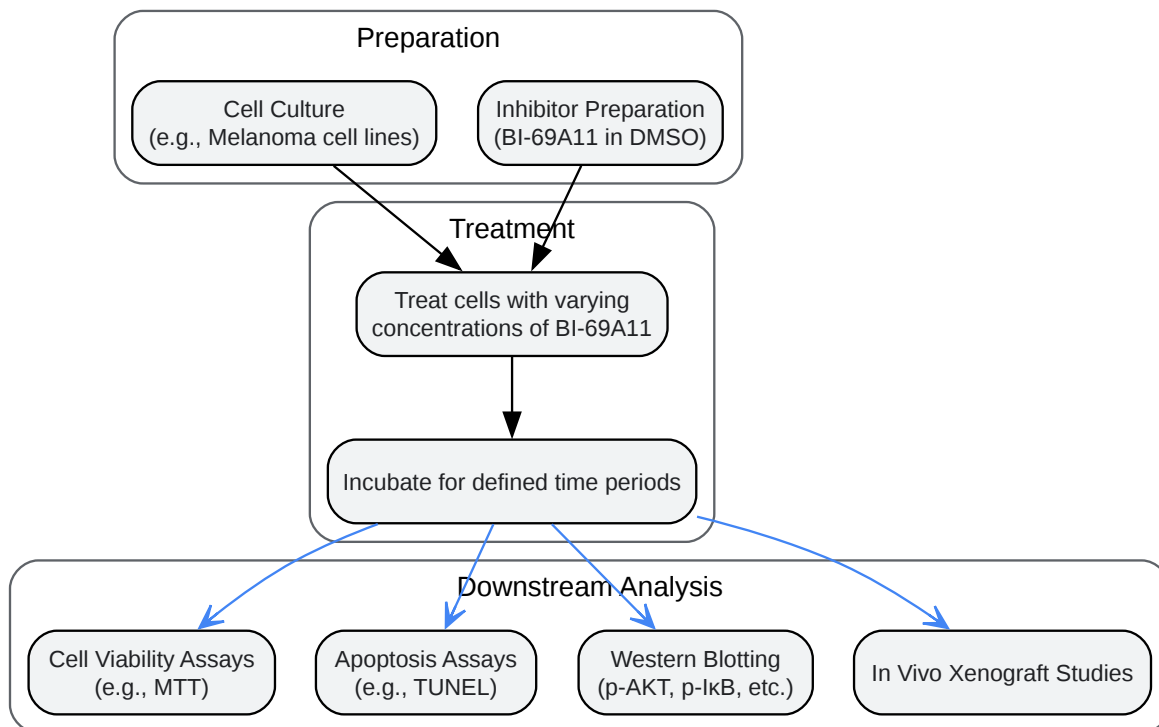 Preparation
Cell Culture
(e.g., Melanoma cell lines)
Inhibitor Preparation
(BI-69A11 in DMSO)
Treatment
Treat cells with varying
concentrations of BI-69A11
Incubate for defined time periods
Downstream Analysis
Cell Viability Assays
(e.g., MTT)
Apoptosis Assays
(e.g., TUNEL)
Western Blotting
(p-AKT, p-IκB, etc.)
In Vivo Xenograft Studies